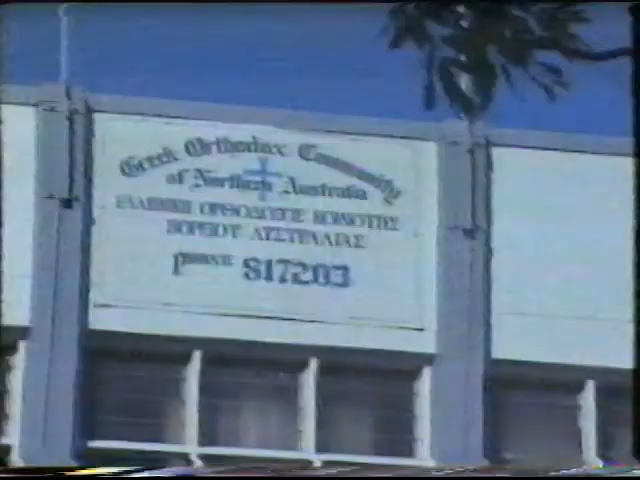 Greek Orthodox Community
of Northern Australia
ΕΛΛΗΝΙΚΗ ΟΡΘΟΔΟΞΟΣ ΚΟΙΝΟΤΗΣ
ΒΟΡΕΙΟΥ ΑΥΣΤΡΑΛΙΑΣ
PHONE 817203